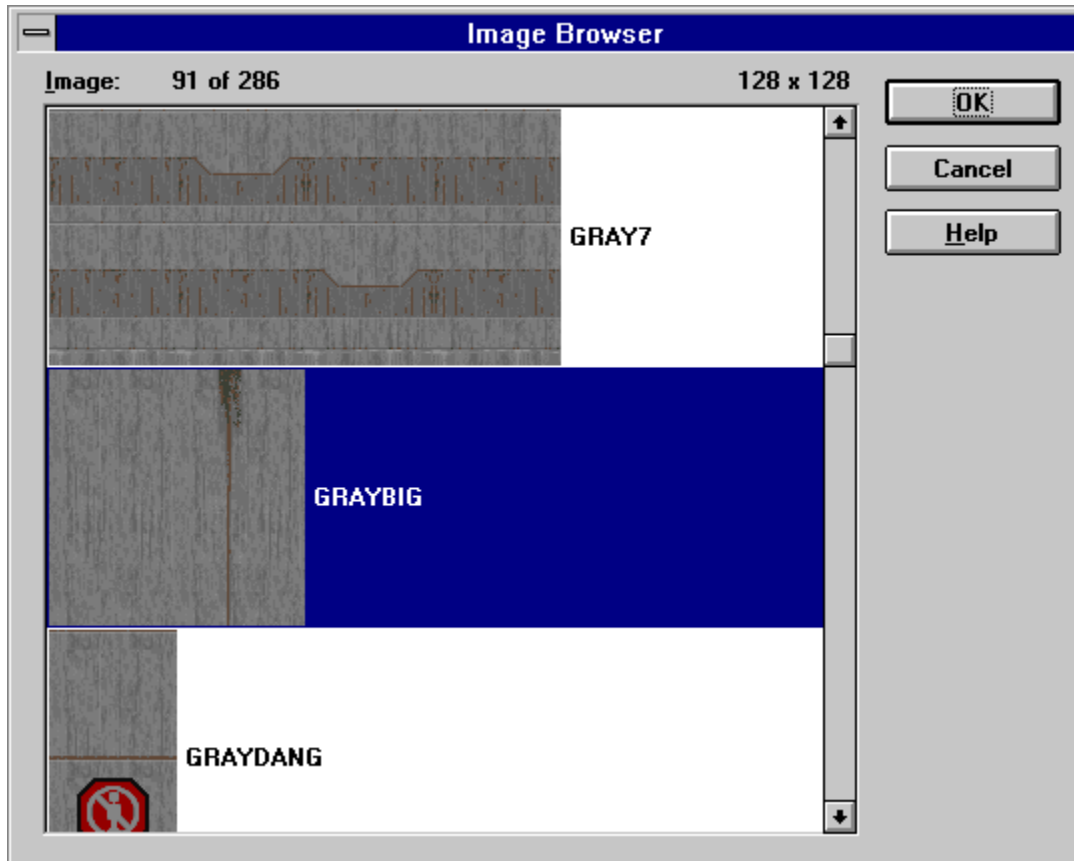 Image Browser
Image: 91 of 286 128 x 128
OK
Cancel
Help
GRAY7
GRAYBIG
GRAYDANG